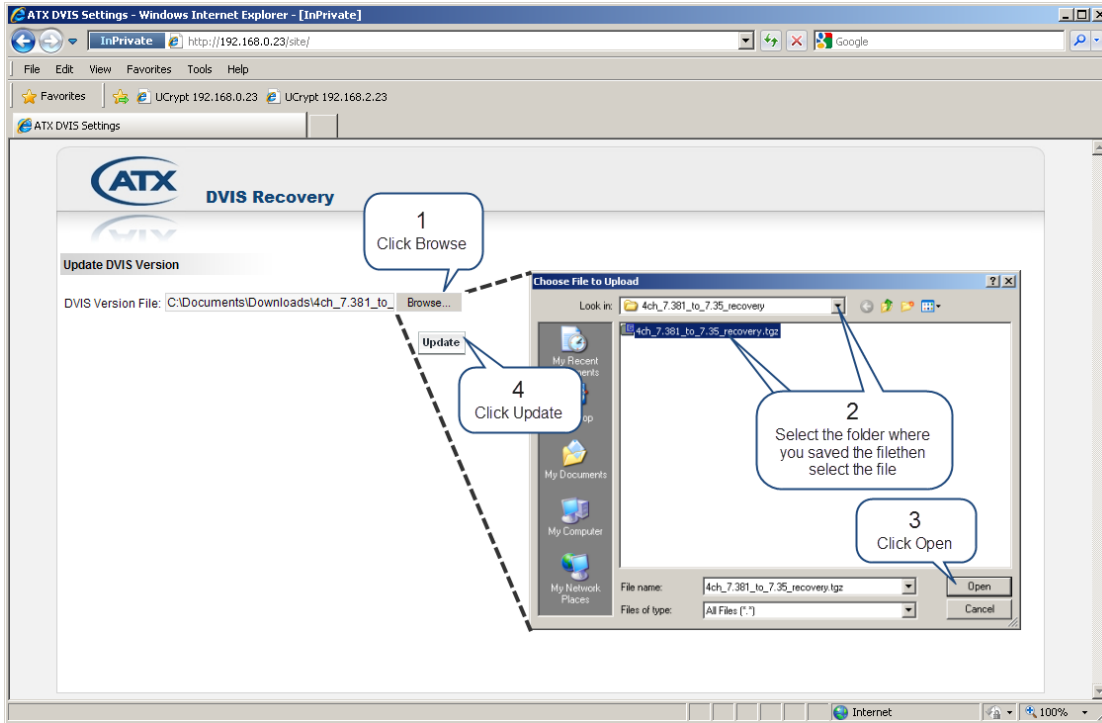 ATX DVIS Settings - Windows Internet Explorer - [InPrivate]
InPrivate http://192.168.0.23/site/
Google
File Edit View Favorites Tools Help
Favorites UCrypt 192.168.0.23 UCrypt 192.168.2.23
ATX DVIS Settings
ATX
DVIS Recovery
1
Click Browse
Update DVIS Version
DVIS Version File: C:\Documents\Downloads\4ch_7.381_to_ Browse...
Update
4
Click Update
Choose File to Upload
Look in: 4ch_7.381_to_7.35_recovery
4ch_7.381_to_7.35_recovery.tgz
My Recent
My Documents
My Computer
My Network
Places
2
Select the folder where
you saved the filethen
select the file
3
Click Open
File name: 4ch_7.381_to_7.35_recovery.tgz Open
Files of type: All Files (*.*) Cancel
Internet 100%